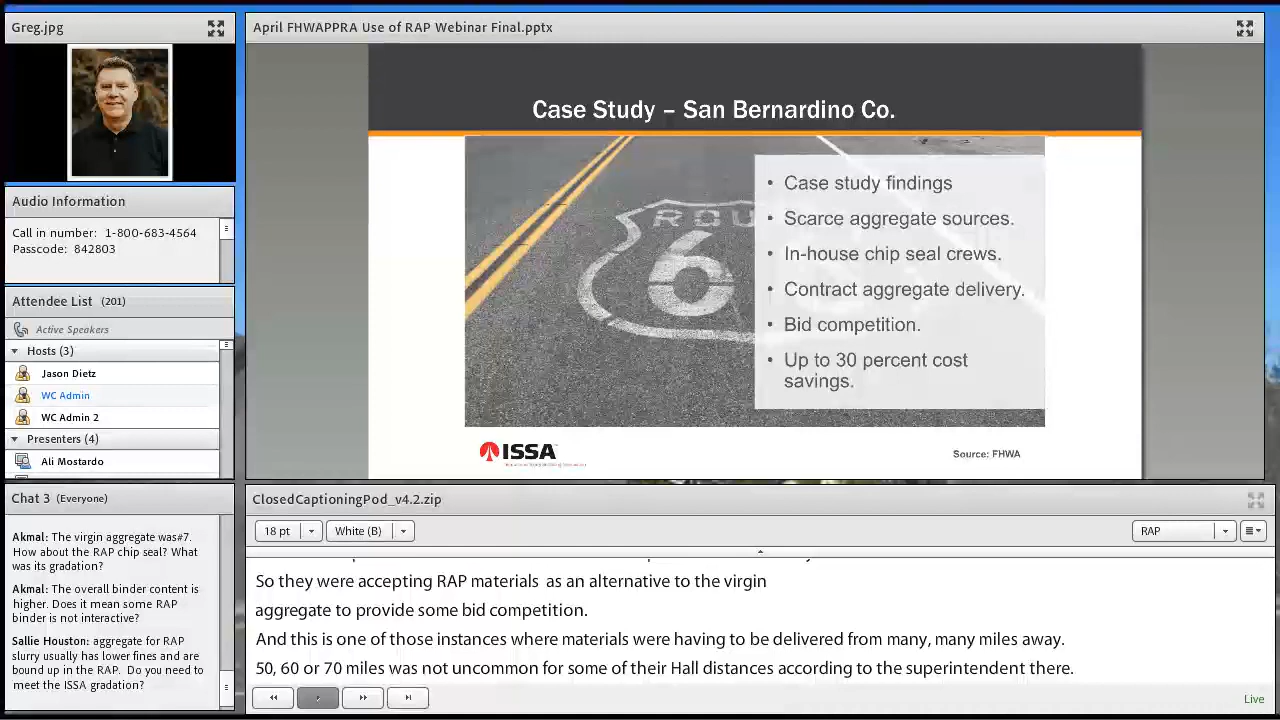 Greg.jpg
Audio Information
Call in number: 1-800-683-4564
Passcode: 842803
Attendee List (201)
Active Speakers
Hosts (3)
Jason Dietz
WC Admin
WC Admin 2
Presenters (4)
Ali Mostardo
Chat 3 (Everyone)
Akmal: The virgin aggregate was#7.
How about the RAP chip seal? What
was its gradation?
Akmal: The overall binder content is
higher. Does it mean some RAP
binder is not interactive?
Sallie Houston: aggregate for RAP
slurry usually has lower fines and are
bound up in the RAP. Do you need to
meet the ISSA gradation?
April FHWAPPRA Use of RAP Webinar Final.pptx
Case Study – San Bernardino Co.
ROU
6
• Case study findings
• Scarce aggregate sources.
• In-house chip seal crews.
• Contract aggregate delivery.
• Bid competition.
• Up to 30 percent cost
savings.
ISSA
Source: FHWA
ClosedCaptioningPod_v4.2.zip
18 pt
White (B)
RAP
So they were accepting RAP materials as an alternative to the virgin
aggregate to provide some bid competition.
And this is one of those instances where materials were having to be delivered from many, many miles away.
50, 60 or 70 miles was not uncommon for some of their Hall distances according to the superintendent there.
Live